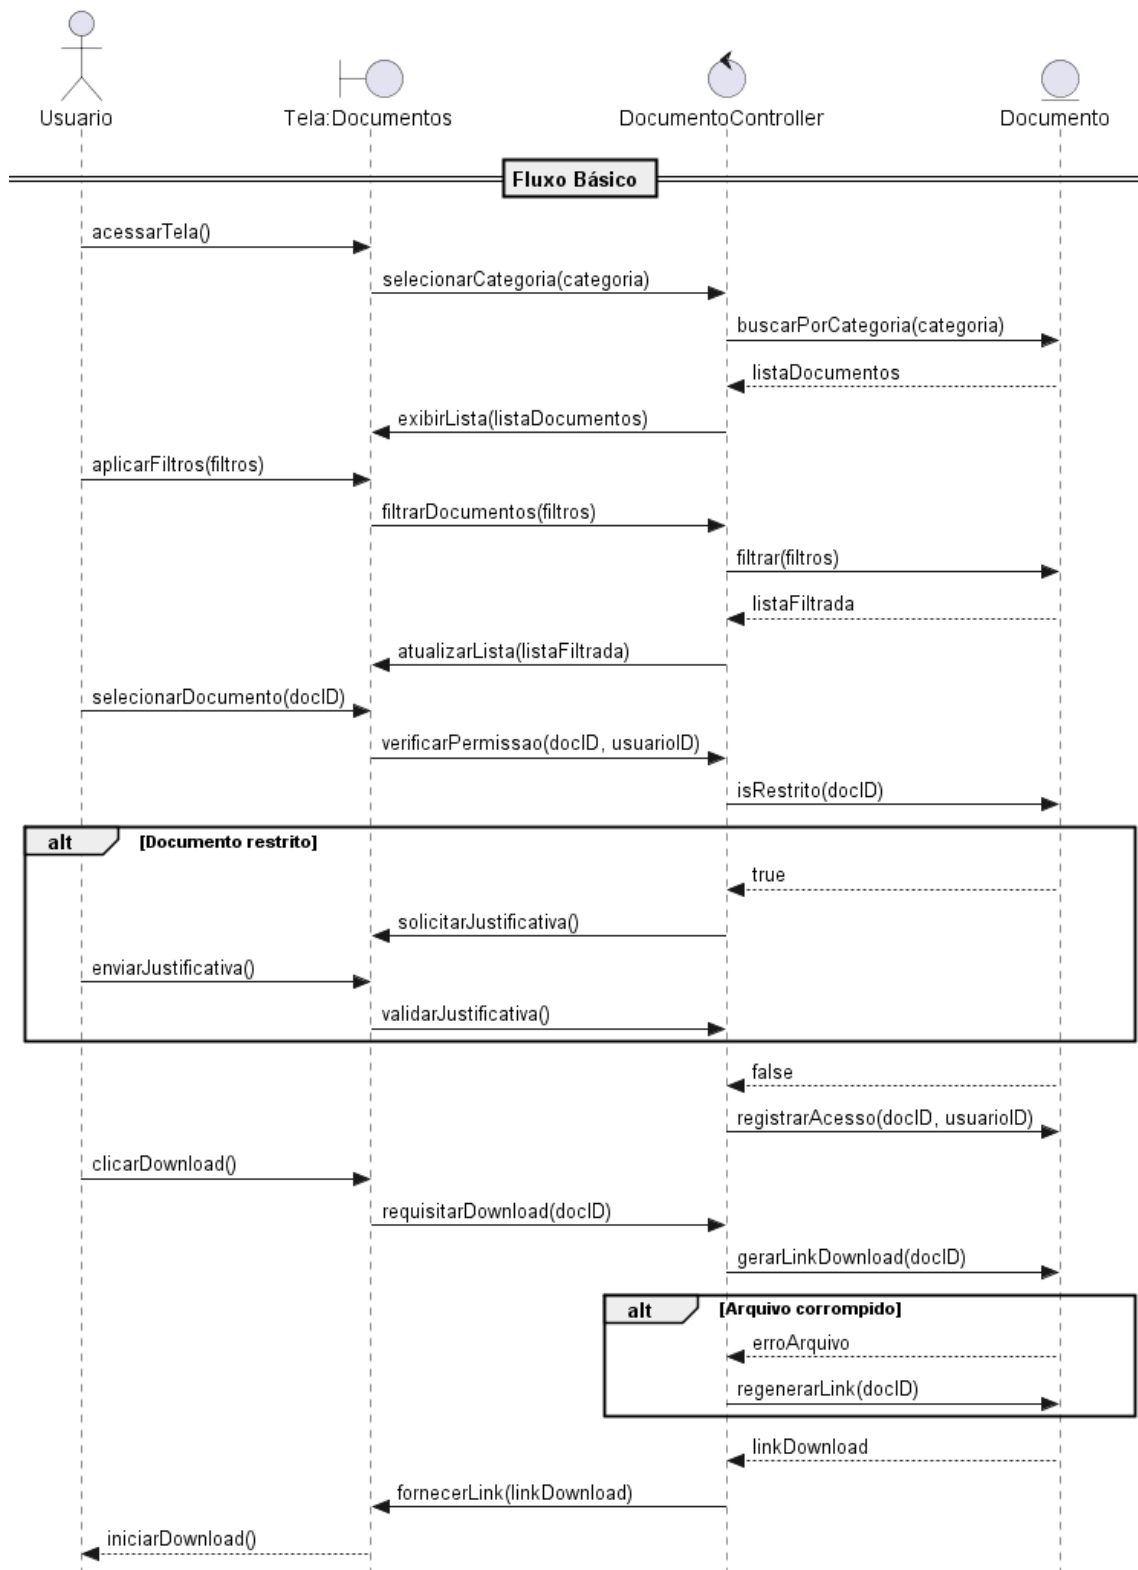 Usuario
Tela:Documentos
DocumentoController
Documento
Fluxo Básico
acessarTela()
selecionarCategoria(categoria)
buscarPorCategoria(categoria)
listaDocumentos
exibirLista(listaDocumentos)
aplicarFiltros(filtros)
filtrarDocumentos(filtros)
filtrar(filtros)
listaFiltrada
atualizarLista(listaFiltrada)
selecionarDocumento(docID)
verificarPermissao(docID, usuarioID)
isRestrito(docID)
alt
[Documento restrito]
true
solicitarJustificativa()
enviarJustificativa()
validarJustificativa()
false
registrarAcesso(docID, usuarioID)
clicarDownload()
requisitarDownload(docID)
gerarLinkDownload(docID)
alt
[Arquivo corrompido]
erroArquivo
regenerarLink(docID)
linkDownload
fornecerLink(linkDownload)
iniciarDownload()